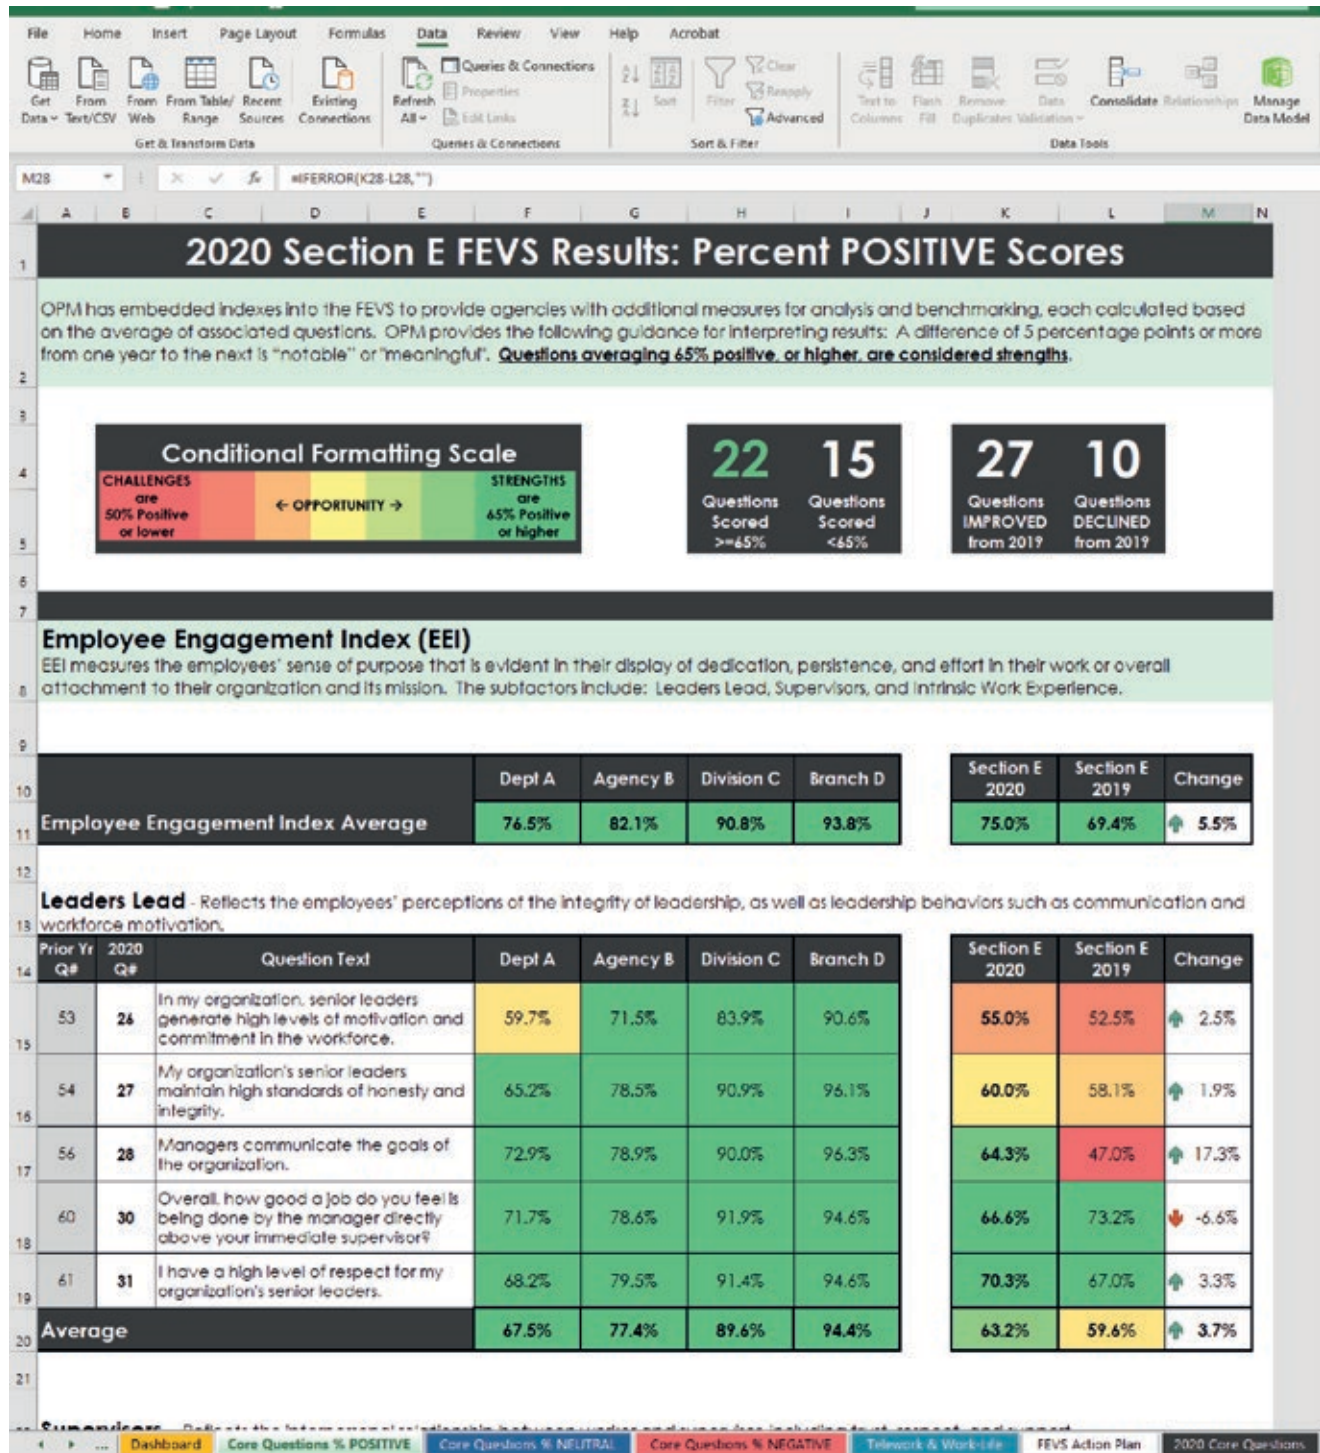 File Home Insert Page Layout Formulas Data Review View Help Acrobat
Get Data From Text/CSV From Web From Table/ Range Recent Sources Existing Connections
Refresh All Queries & Connections Properties Edit Links
Sort Filter Clear Reapply Advanced
Text to Columns Flash Fill Remove Duplicates Data Validation Consolidate Relationships Manage Data Model
Get & Transform Data Queries & Connections Sort & Filter Data Tools
M28 =IFERROR(K28-L28,"")
A B C D E F G H I J K L M N
1 2020 Section E FEVS Results: Percent POSITIVE Scores
OPM has embedded indexes into the FEVS to provide agencies with additional measures for analysis and benchmarking, each calculated based
on the average of associated questions. OPM provides the following guidance for interpreting results: A difference of 5 percentage points or more
from one year to the next is "notable" or "meaningful". Questions averaging 65% positive, or higher, are considered strengths.
2
3
4
5
Conditional Formatting Scale
CHALLENGES are 50% Positive or lower
← OPPORTUNITY →
STRENGTHS are 65% Positive or higher
22 Questions Scored >=65%
15 Questions Scored <65%
27 Questions IMPROVED from 2019
10 Questions DECLINED from 2019
6
7
Employee Engagement Index (EEI)
EEI measures the employees' sense of purpose that is evident in their display of dedication, persistence, and effort in their work or overall
8 attachment to their organization and its mission. The subfactors include: Leaders Lead, Supervisors, and Intrinsic Work Experience.
9
10 Dept A Agency B Division C Branch D Section E 2020 Section E 2019 Change
11 Employee Engagement Index Average 76.5% 82.1% 90.8% 93.8% 75.0% 69.4% 5.5%
12
Leaders Lead - Reflects the employees' perceptions of the integrity of leadership, as well as leadership behaviors such as communication and
13 workforce motivation.
14 Prior Yr Q# 2020 Q# Question Text Dept A Agency B Division C Branch D Section E 2020 Section E 2019 Change
15 53 26 In my organization, senior leaders generate high levels of motivation and commitment in the workforce. 59.7% 71.5% 83.9% 90.6% 55.0% 52.5% 2.5%
16 54 27 My organization's senior leaders maintain high standards of honesty and integrity. 65.2% 78.5% 90.9% 96.1% 60.0% 58.1% 1.9%
17 56 28 Managers communicate the goals of the organization. 72.9% 78.9% 90.0% 96.3% 64.3% 47.0% 17.3%
18 60 30 Overall, how good a job do you feel is being done by the manager directly above your immediate supervisor? 71.7% 78.6% 91.9% 94.6% 66.6% 73.2% -6.6%
19 61 31 I have a high level of respect for my organization's senior leaders. 68.2% 79.5% 91.4% 94.6% 70.3% 67.0% 3.3%
20 Average 67.5% 77.4% 89.6% 94.4% 63.2% 59.6% 3.7%
21
... Dashboard Core Questions % POSITIVE Core Questions % NEUTRAL Core Questions % NEGATIVE Telework & Work-Life FEVS Action Plan 2020 Core Questions